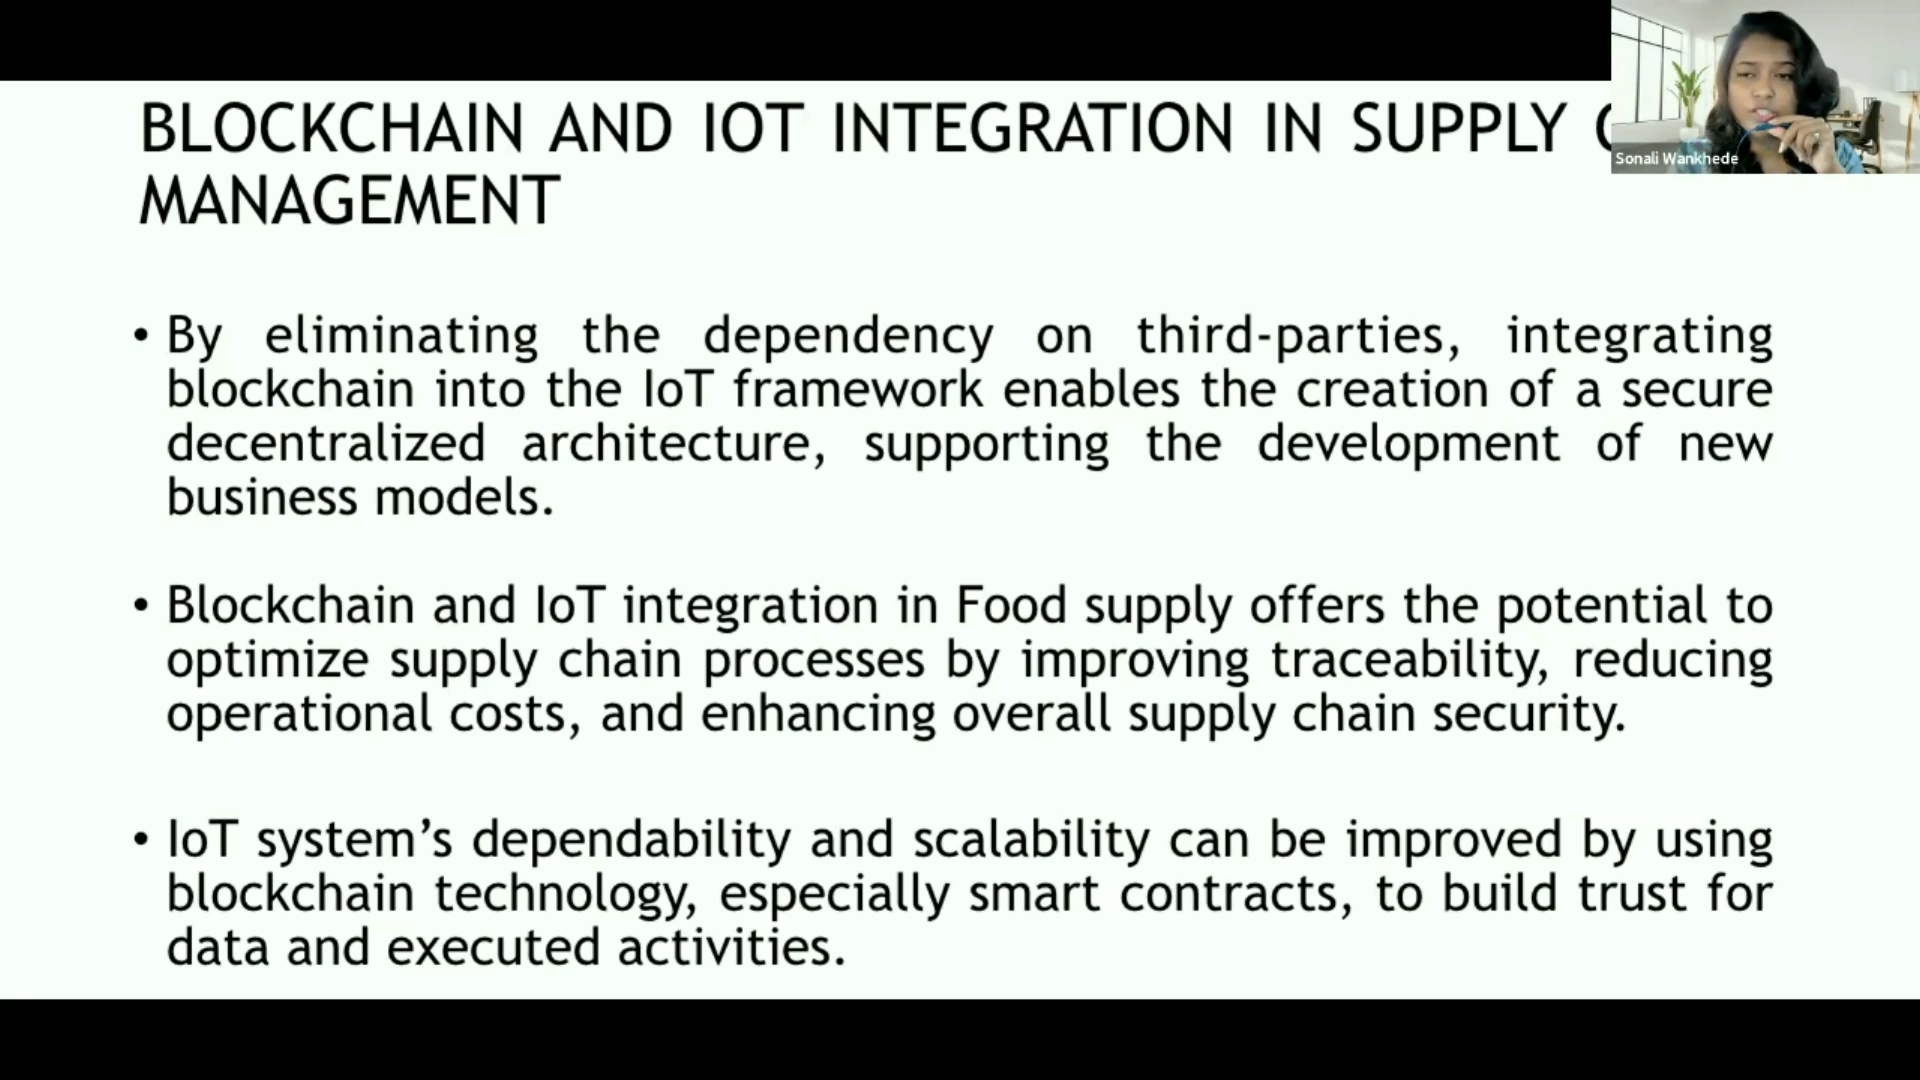 BLOCKCHAIN AND IOT INTEGRATION IN SUPPLY
MANAGEMENT
Sonali Wankhede
• By eliminating the dependency on third-parties, integrating
blockchain into the IoT framework enables the creation of a secure
decentralized architecture, supporting the development of new
business models.
• Blockchain and IoT integration in Food supply offers the potential to
optimize supply chain processes by improving traceability, reducing
operational costs, and enhancing overall supply chain security.
• IoT system’s dependability and scalability can be improved by using
blockchain technology, especially smart contracts, to build trust for
data and executed activities.